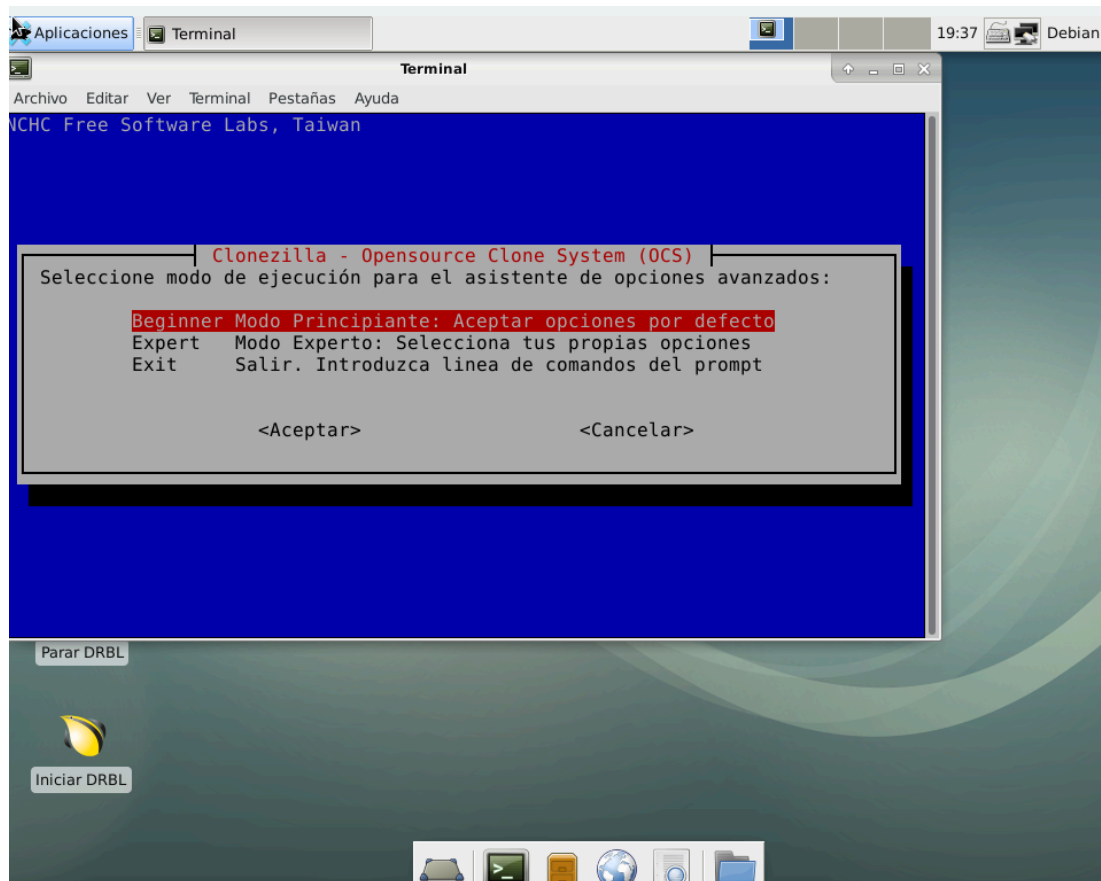 Aplicaciones
Terminal
19:37
Debian
Terminal
Archivo Editar Ver Terminal Pestañas Ayuda
NCHC Free Software Labs, Taiwan
Clonezilla - Opensource Clone System (OCS)
Seleccione modo de ejecución para el asistente de opciones avanzados:
Beginner Modo Principiante: Aceptar opciones por defecto
Expert Modo Experto: Selecciona tus propias opciones
Exit Salir. Introduzca linea de comandos del prompt
<Aceptar> <Cancelar>
Parar DRBL
Iniciar DRBL